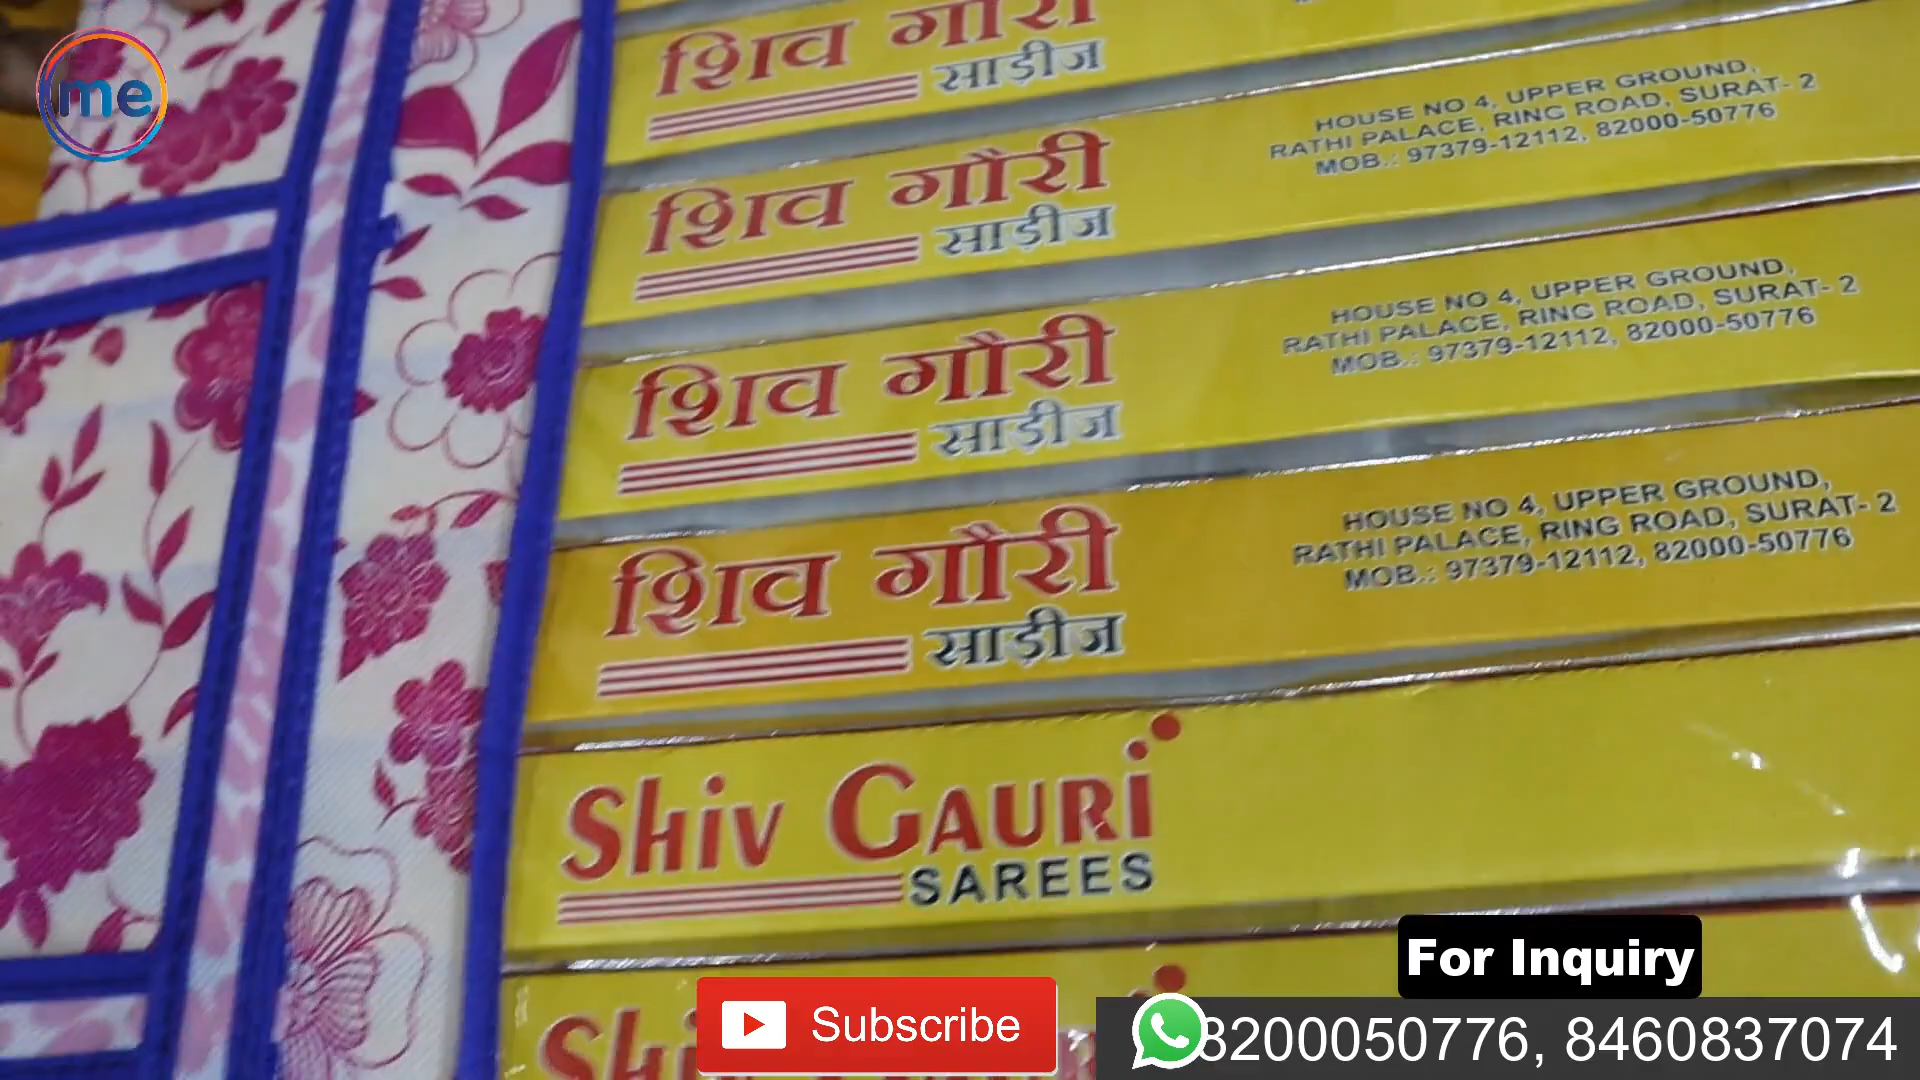 me
शिव गौरी
साड़ीज
HOUSE NO 4, UPPER GROUND,
RATHI PALACE, RING ROAD, SURAT- 2
MOB.: 97379-12112, 82000-50776
शिव गौरी
साड़ीज
HOUSE NO 4, UPPER GROUND,
RATHI PALACE, RING ROAD, SURAT- 2
MOB.: 97379-12112, 82000-50776
शिव गौरी
साड़ीज
HOUSE NO 4, UPPER GROUND,
RATHI PALACE, RING ROAD, SURAT- 2
MOB.: 97379-12112, 82000-50776
शिव गौरी
साड़ीज
Shiv GAURi
SAREES
For Inquiry
Subscribe
8200050776, 8460837074